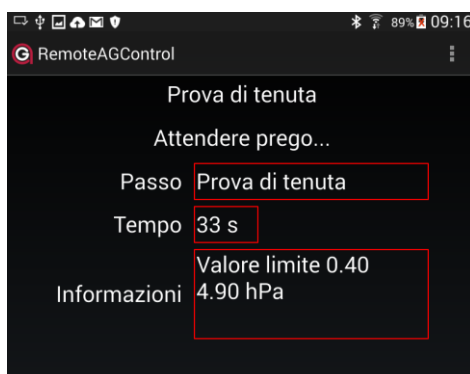 89% 09:16
RemoteAGControl
Prova di tenuta
Attendere prego...
Passo Prova di tenuta
Tempo 33 s
Informazioni Valore limite 0.40
4.90 hPa